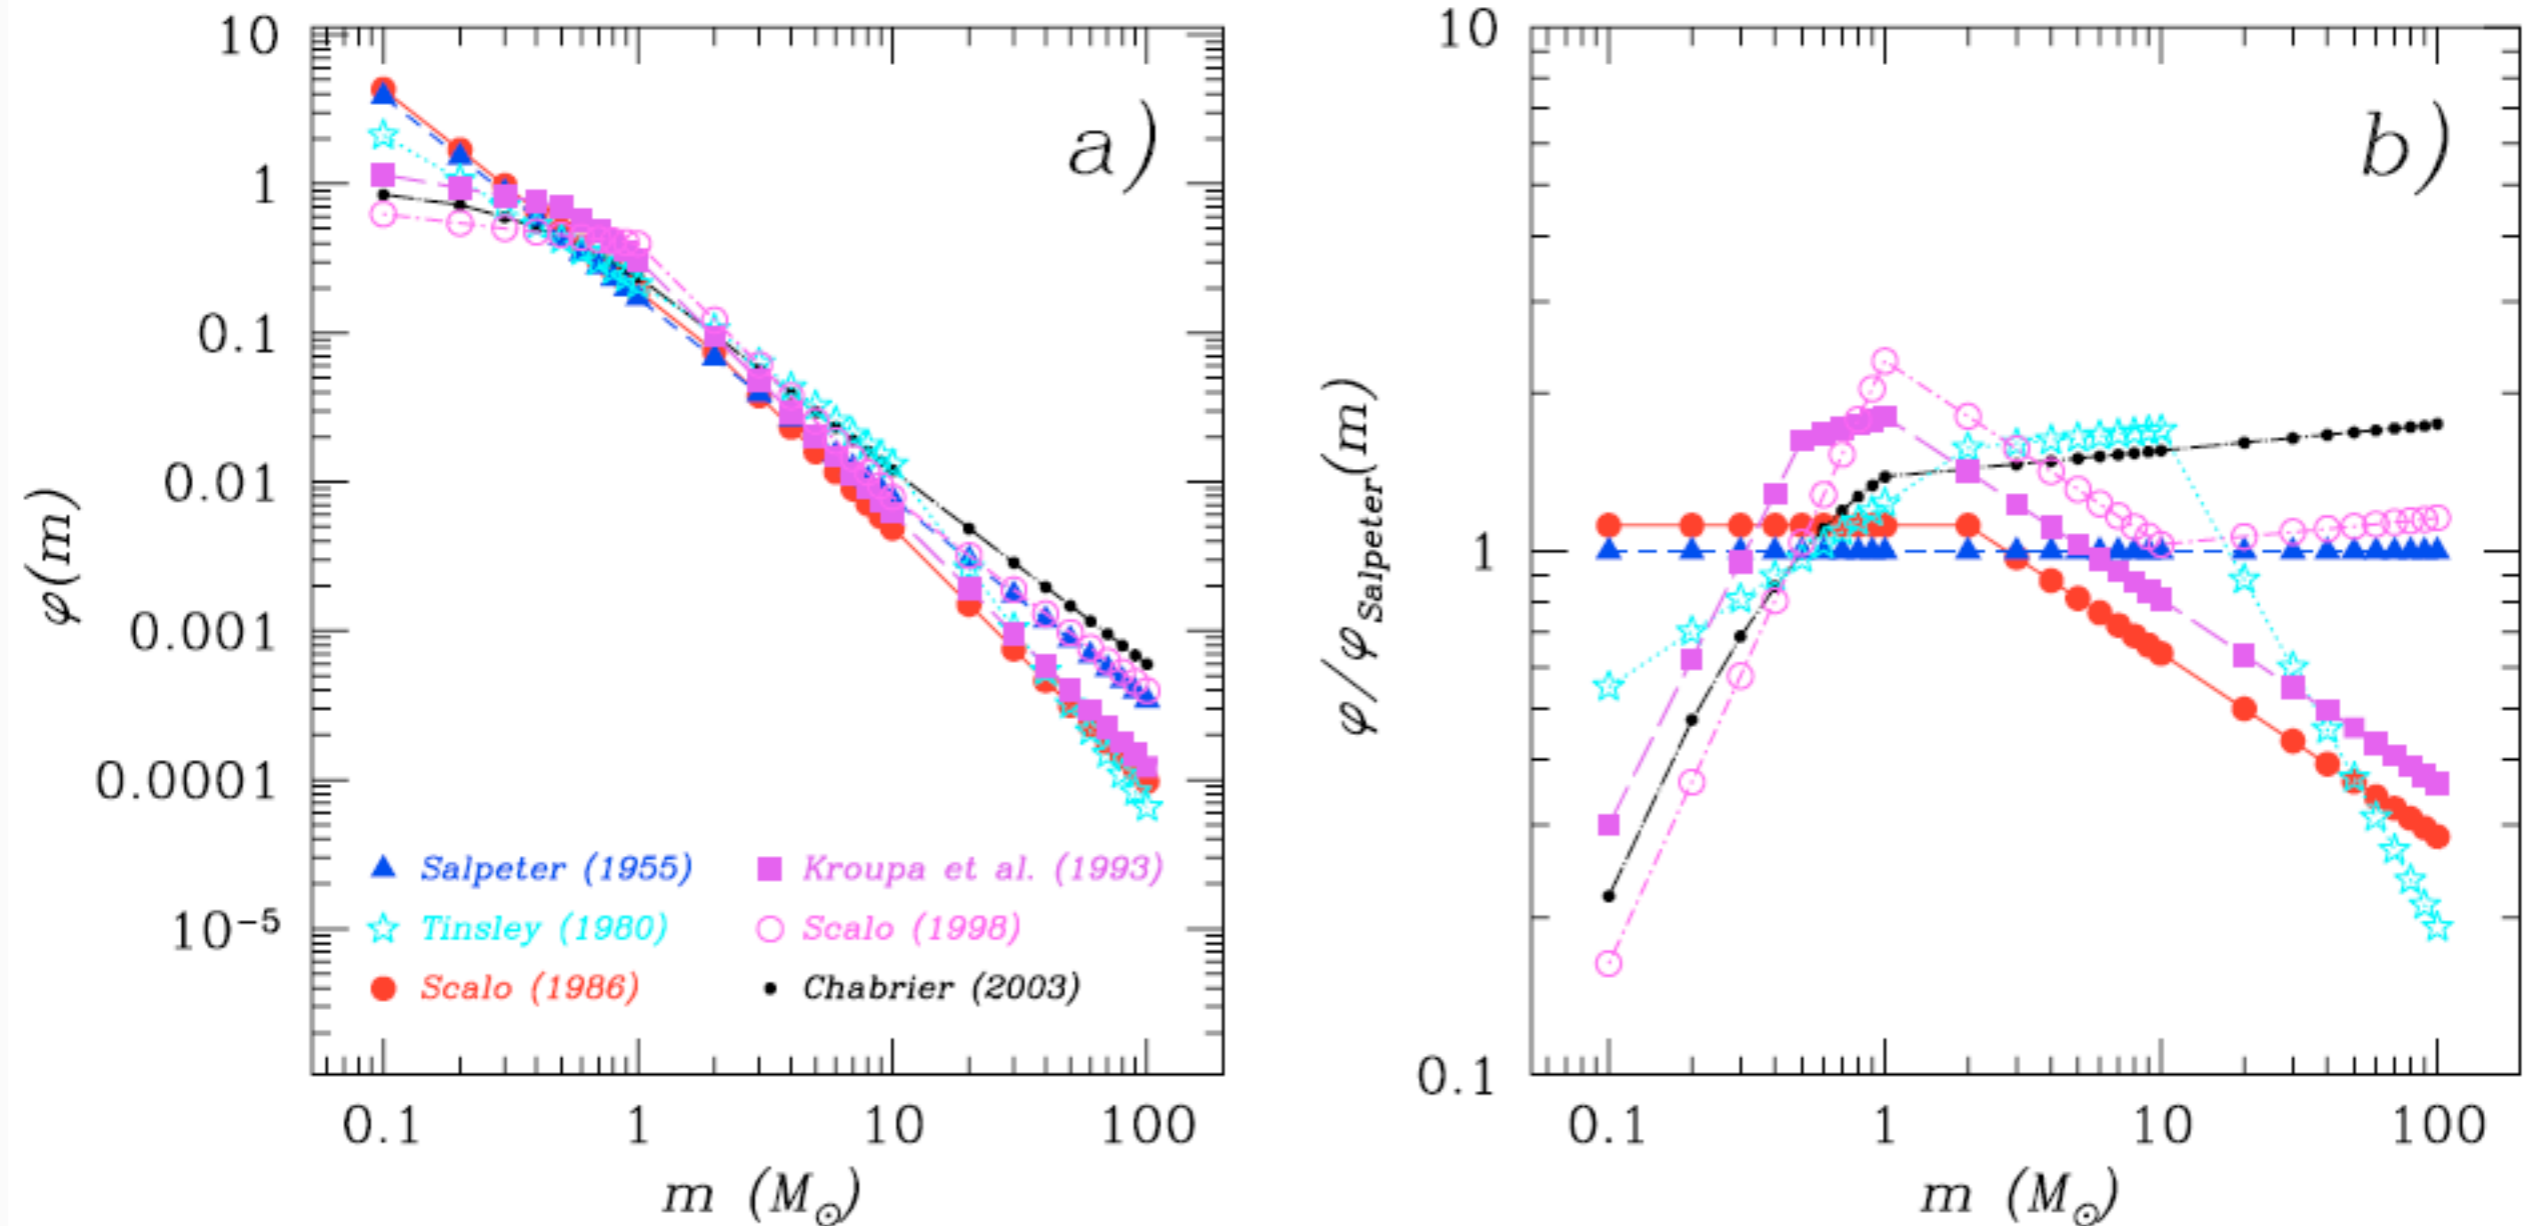 a)
10
1
0.1
0.01
0.001
0.0001
10⁻⁵
φ(m)
Salpeter (1955)
Tinsley (1980)
Scalo (1986)
Kroupa et al. (1993)
Scalo (1998)
Chabrier (2003)
0.1 1 10 100
m (M☉)
b)
10
1
0.1
φ/φSalpeter(m)
0.1 1 10 100
m (M☉)